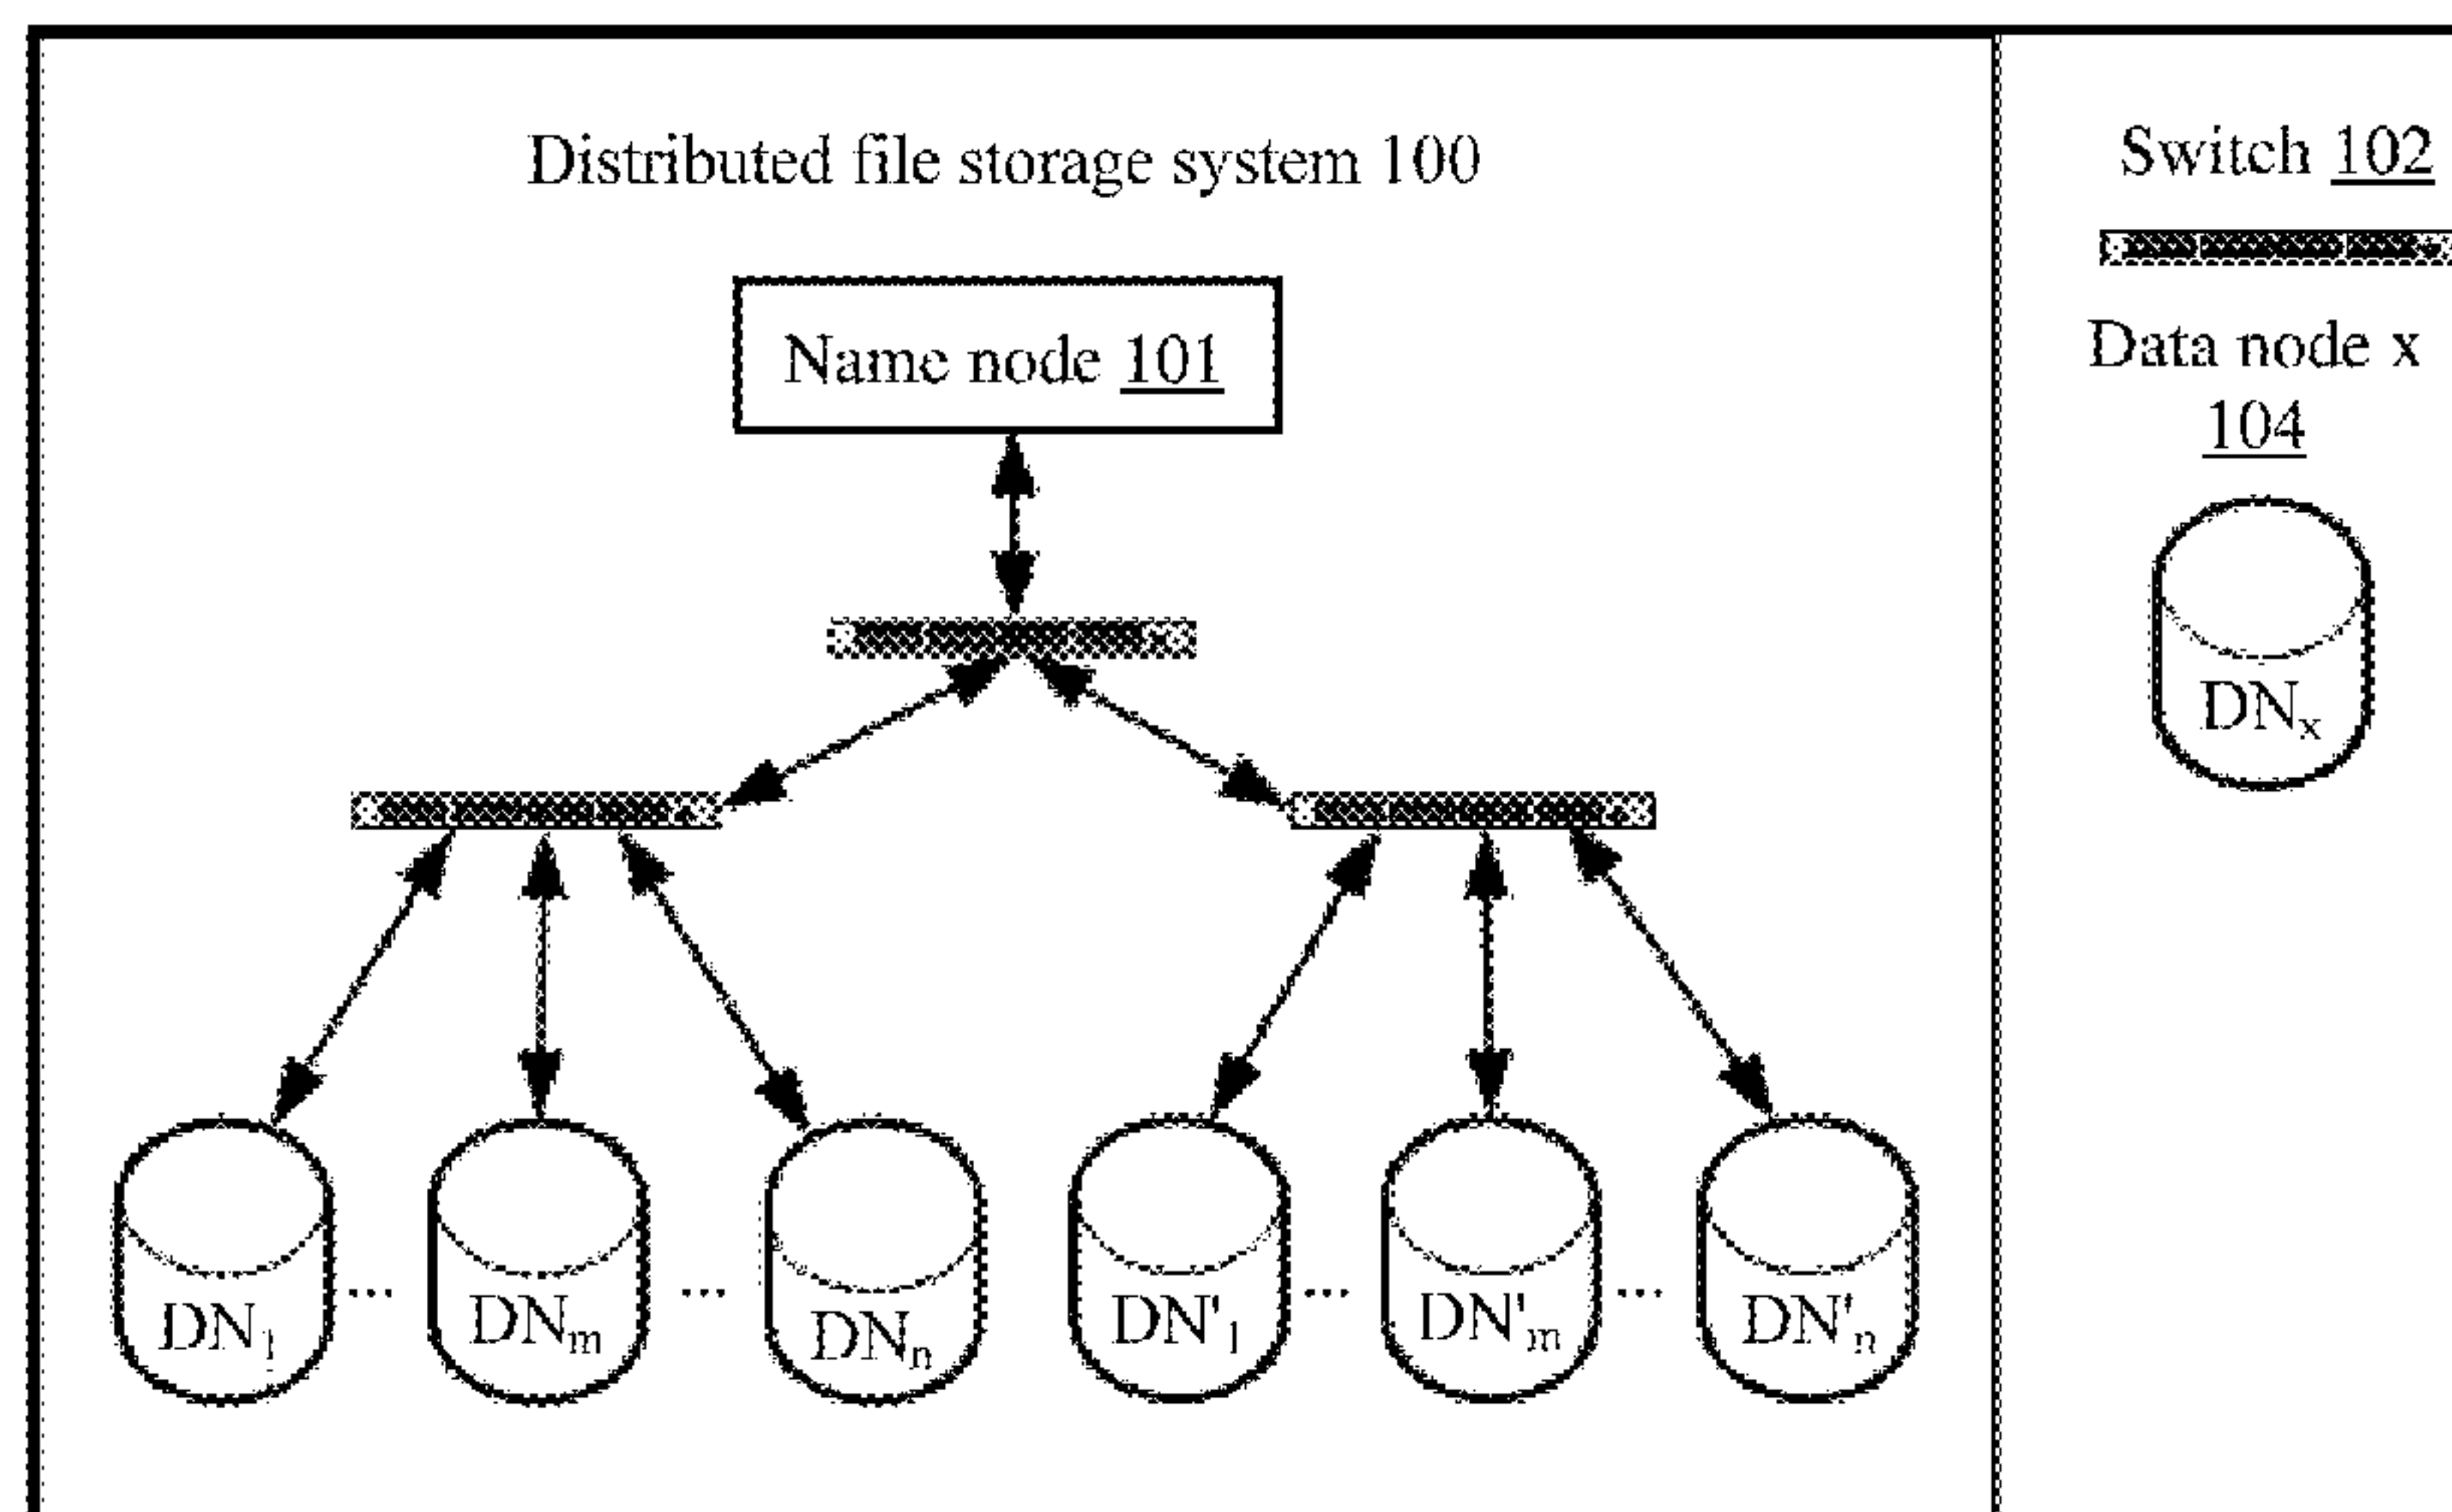 Distributed file storage system 100
Name node 101
DN1 ... DNm ... DNn DN'1 ... DN'm ... DN'n
Switch 102
Data node x
104
DNx